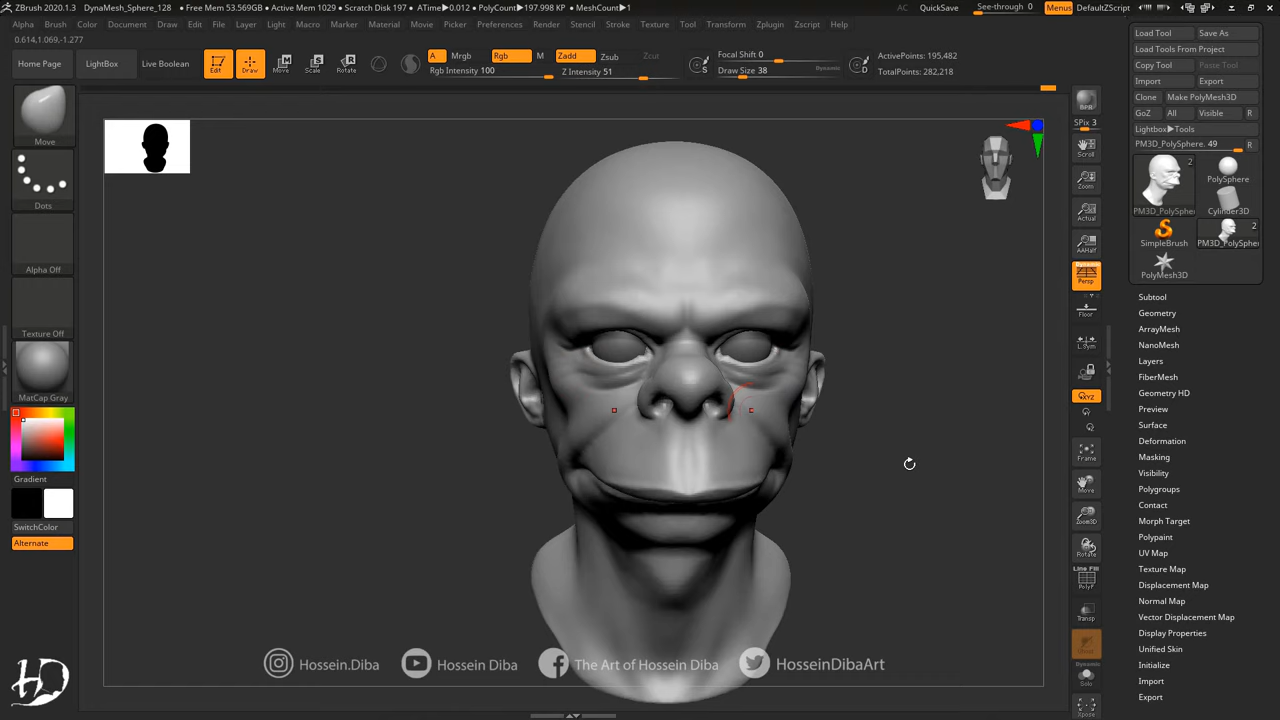 ZBrush 2020.1.3 DynaMesh_Sphere_128 • Free Mem 53.569GB • Active Mem 1029 • Scratch Disk 197 • ATime▶0.012 • PolyCount▶197.998 KP • MeshCount▶1 AC QuickSave See-through 0 Menus DefaultZScript
Alpha Brush Color Document Draw Edit File Layer Light Macro Marker Material Movie Picker Preferences Render Stencil Stroke Texture Tool Transform Zplugin Zscript Help
0.614,1.069,-1.277
Home Page LightBox Live Boolean Edit Draw Move Scale Rotate
A Mrgb Rgb M Zadd Zsub Zcut
Rgb Intensity 100 Z Intensity 51
Focal Shift 0
Draw Size 38 Dynamic
S D
ActivePoints: 195,482
TotalPoints: 282,218
Move
Dots
Alpha Off
Texture Off
MatCap Gray
Gradient
SwitchColor
Alternate
BPR
SPix 3
Scroll
Zoom
Actual
AAHalf
Dynamic
Persp
Floor
L.Sym
XYZ
Frame
Move
Zoom3D
Rotate
Line Fill
PolyF
Transp
Dynamic
Solo
Xpose
Load Tool Save As
Load Tools From Project
Copy Tool Paste Tool
Import Export
Clone Make PolyMesh3D
GoZ All Visible R
Lightbox▶Tools
PM3D_PolySphere. 49 R
2
PolySphere
PM3D_PolySphe Cylinder3D
2
SimpleBrush PM3D_PolySphe
PolyMesh3D
Subtool
Geometry
ArrayMesh
NanoMesh
Layers
FiberMesh
Geometry HD
Preview
Surface
Deformation
Masking
Visibility
Polygroups
Contact
Morph Target
Polypaint
UV Map
Texture Map
Displacement Map
Normal Map
Vector Displacement Map
Display Properties
Unified Skin
Initialize
Import
Export
Hossein.Diba Hossein Diba The Art of Hossein Diba HosseinDibaArt